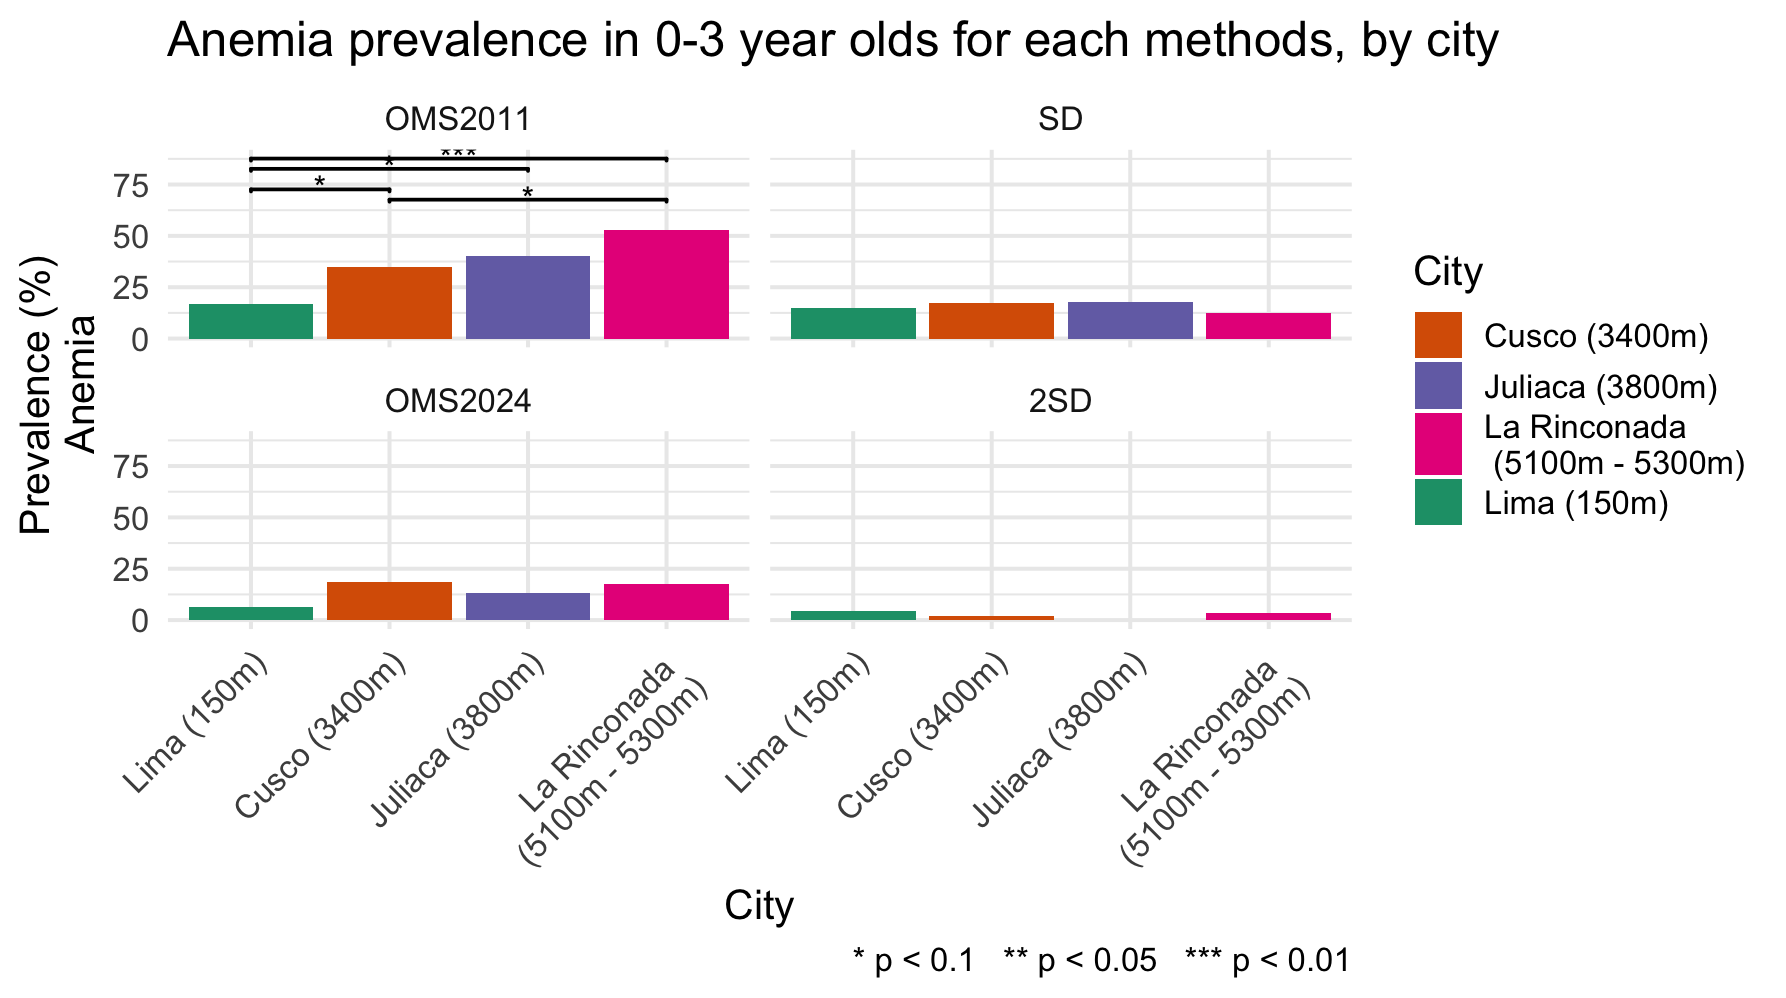 Anemia prevalence in 0-3 year olds for each methods, by city
OMS2011
SD
***
*
*
*
75
50
25
0
OMS2024
2SD
75
50
25
0
Prevalence (%)
Anemia
Lima (150m)
Cusco (3400m)
Juliaca (3800m)
La Rinconada
(5100m - 5300m)
Lima (150m)
Cusco (3400m)
Juliaca (3800m)
La Rinconada
(5100m - 5300m)
City
City
Cusco (3400m)
Juliaca (3800m)
La Rinconada
(5100m - 5300m)
Lima (150m)
* p < 0.1 ** p < 0.05 *** p < 0.01